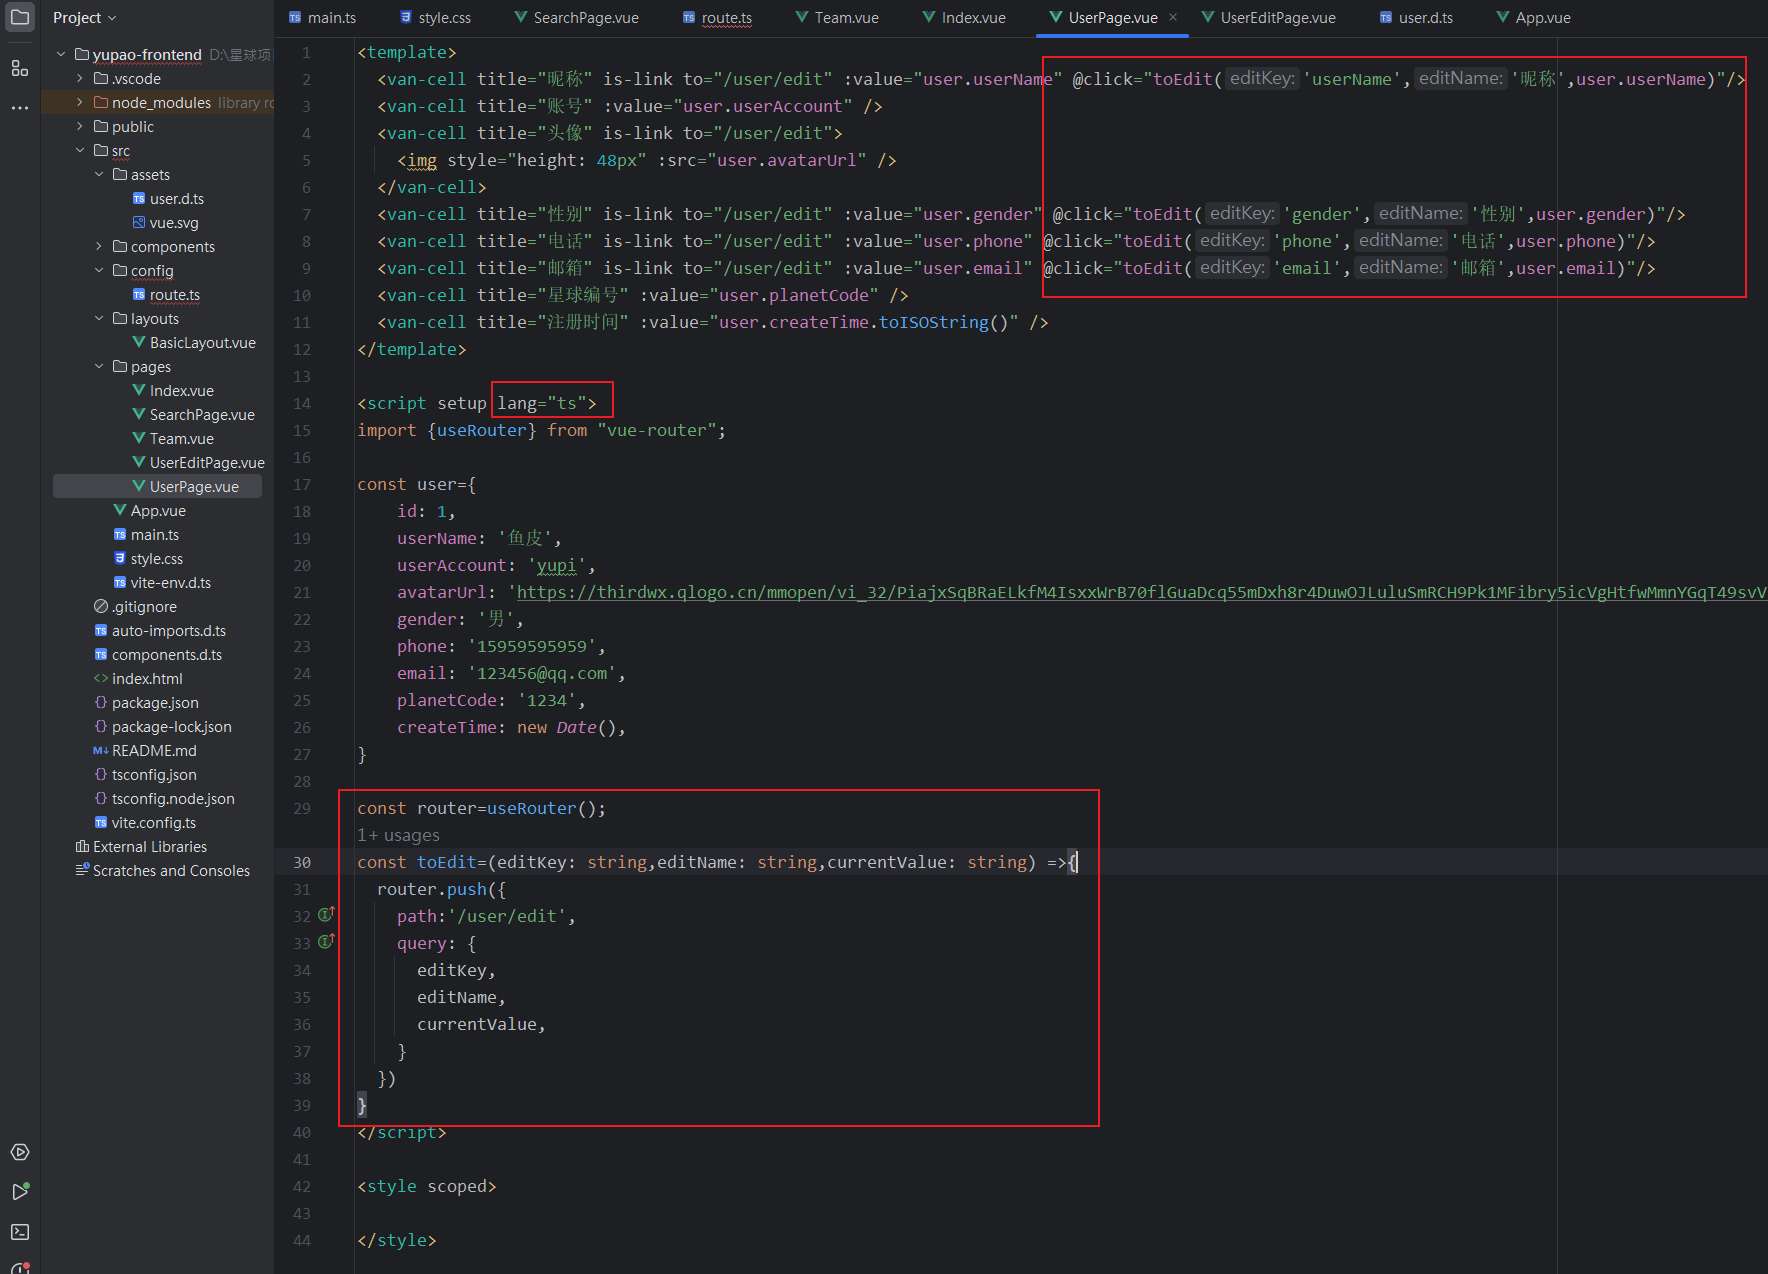 Project
main.ts
style.css
SearchPage.vue
route.ts
Team.vue
Index.vue
UserPage.vue
UserEditPage.vue
user.d.ts
App.vue
yupao-frontend D:\星球项
.vscode
node_modules library ro
public
src
assets
user.d.ts
vue.svg
components
config
route.ts
layouts
BasicLayout.vue
pages
Index.vue
SearchPage.vue
Team.vue
UserEditPage.vue
UserPage.vue
App.vue
main.ts
style.css
vite-env.d.ts
.gitignore
auto-imports.d.ts
components.d.ts
index.html
package.json
package-lock.json
README.md
tsconfig.json
tsconfig.node.json
vite.config.ts
External Libraries
Scratches and Consoles
1 <template>
2 <van-cell title="昵称" is-link to="/user/edit" :value="user.userName" @click="toEdit( editKey: 'userName', editName: '昵称',user.userName)"/>
3 <van-cell title="账号" :value="user.userAccount" />
4 <van-cell title="头像" is-link to="/user/edit">
5 <img style="height: 48px" :src="user.avatarUrl" />
6 </van-cell>
7 <van-cell title="性别" is-link to="/user/edit" :value="user.gender" @click="toEdit( editKey: 'gender', editName: '性别',user.gender)"/>
8 <van-cell title="电话" is-link to="/user/edit" :value="user.phone" @click="toEdit( editKey: 'phone', editName: '电话',user.phone)"/>
9 <van-cell title="邮箱" is-link to="/user/edit" :value="user.email" @click="toEdit( editKey: 'email', editName: '邮箱',user.email)"/>
10 <van-cell title="星球编号" :value="user.planetCode" />
11 <van-cell title="注册时间" :value="user.createTime.toISOString()" />
12 </template>
13
14 <script setup lang="ts">
15 import {useRouter} from "vue-router";
16
17 const user={
18 id: 1,
19 userName: '鱼皮',
20 userAccount: 'yupi',
21 avatarUrl: 'https://thirdwx.qlogo.cn/mmopen/vi_32/PiajxSqBRaELkfM4IsxxWrB70flGuaDcq55mDxh8r4DuwOJLuluSmRCH9Pk1MFibry5icVgHtfwMmnYGqT49svV
22 gender: '男',
23 phone: '15959595959',
24 email: '123456@qq.com',
25 planetCode: '1234',
26 createTime: new Date(),
27 }
28
29 const router=useRouter();
1+ usages
30 const toEdit=(editKey: string,editName: string,currentValue: string) =>{
31 router.push({
32 path:'/user/edit',
33 query: {
34 editKey,
35 editName,
36 currentValue,
37 }
38 })
39 }
40 </script>
41
42 <style scoped>
43
44 </style>